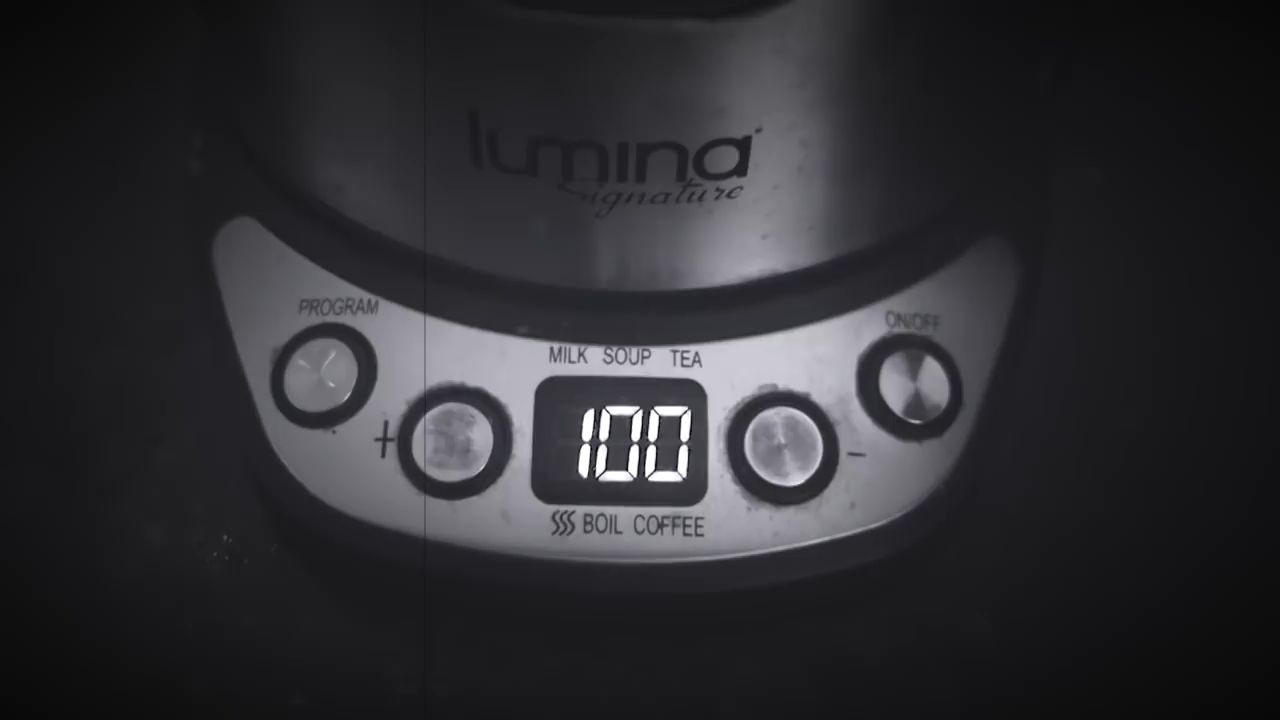 lumina
Signature
PROGRAM
ON/OFF
MILK SOUP TEA
+
100
-
BOIL COFFEE